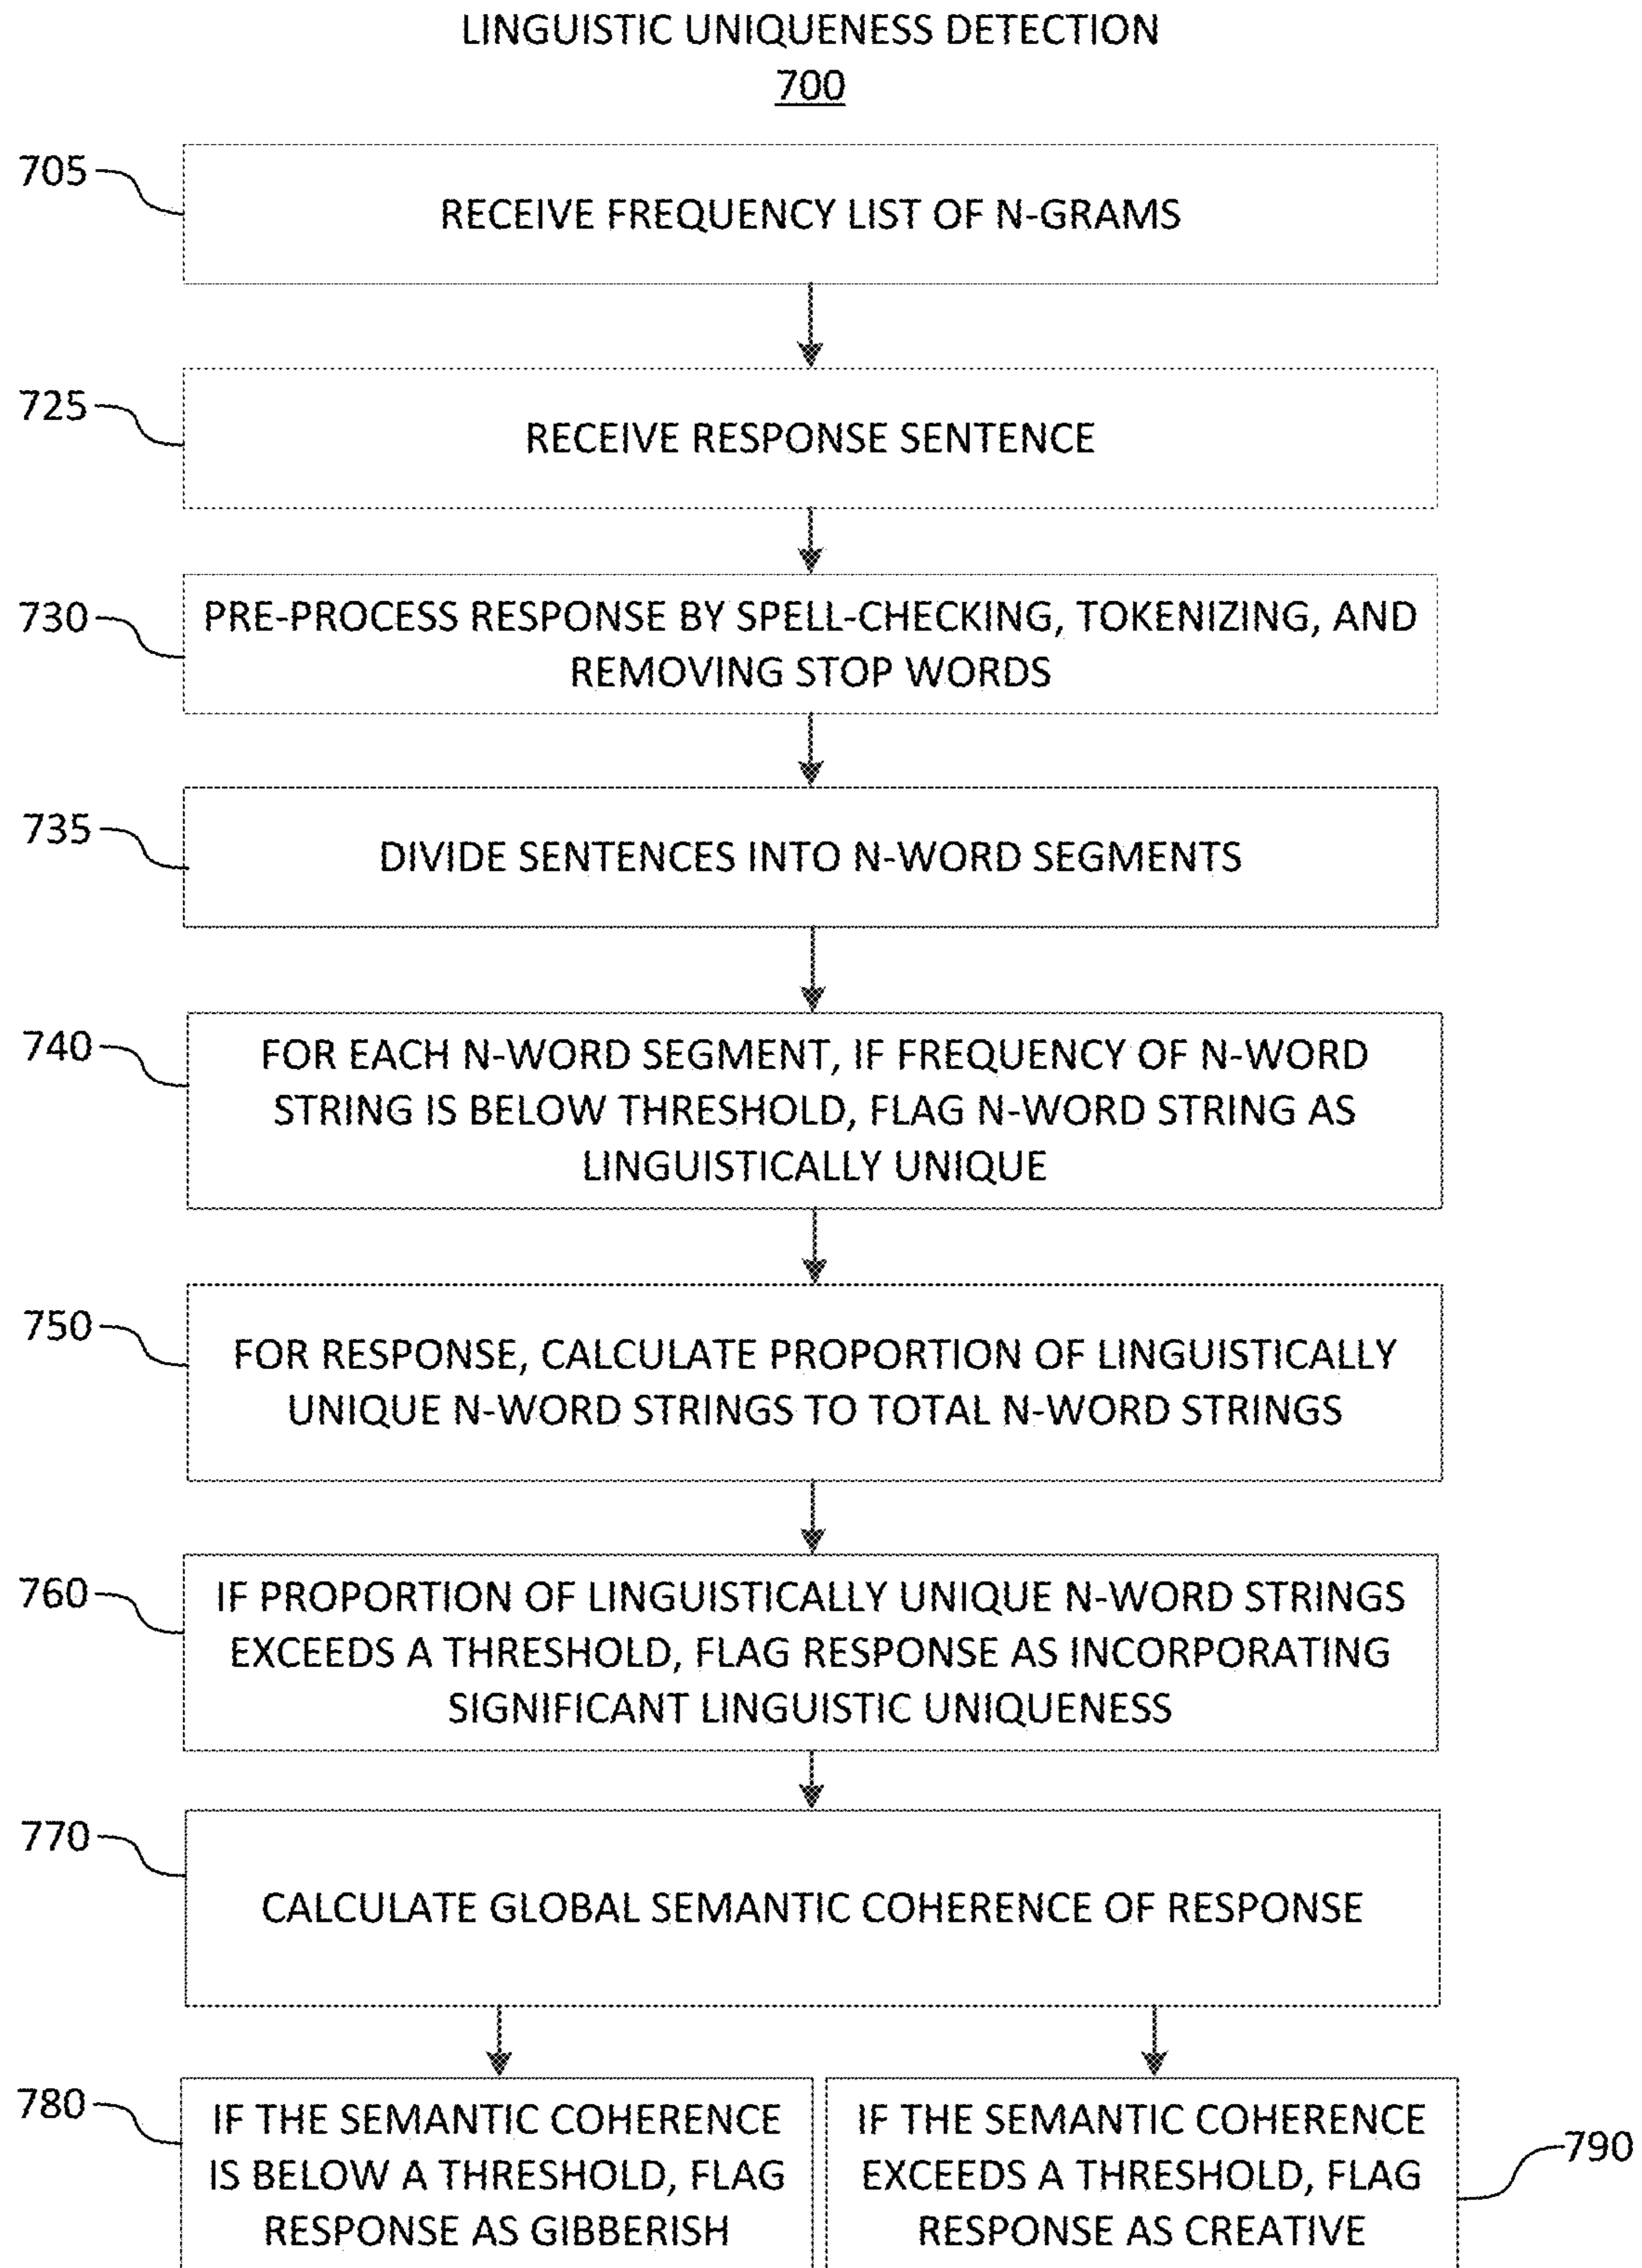 LINGUISTIC UNIQUENESS DETECTION
700
705
RECEIVE FREQUENCY LIST OF N-GRAMS
725
RECEIVE RESPONSE SENTENCE
730
PRE-PROCESS RESPONSE BY SPELL-CHECKING, TOKENIZING, AND
REMOVING STOP WORDS
735
DIVIDE SENTENCES INTO N-WORD SEGMENTS
740
FOR EACH N-WORD SEGMENT, IF FREQUENCY OF N-WORD
STRING IS BELOW THRESHOLD, FLAG N-WORD STRING AS
LINGUISTICALLY UNIQUE
750
FOR RESPONSE, CALCULATE PROPORTION OF LINGUISTICALLY
UNIQUE N-WORD STRINGS TO TOTAL N-WORD STRINGS
760
IF PROPORTION OF LINGUISTICALLY UNIQUE N-WORD STRINGS
EXCEEDS A THRESHOLD, FLAG RESPONSE AS INCORPORATING
SIGNIFICANT LINGUISTIC UNIQUENESS
770
CALCULATE GLOBAL SEMANTIC COHERENCE OF RESPONSE
780
IF THE SEMANTIC COHERENCE
IS BELOW A THRESHOLD, FLAG
RESPONSE AS GIBBERISH
IF THE SEMANTIC COHERENCE
EXCEEDS A THRESHOLD, FLAG
RESPONSE AS CREATIVE
790